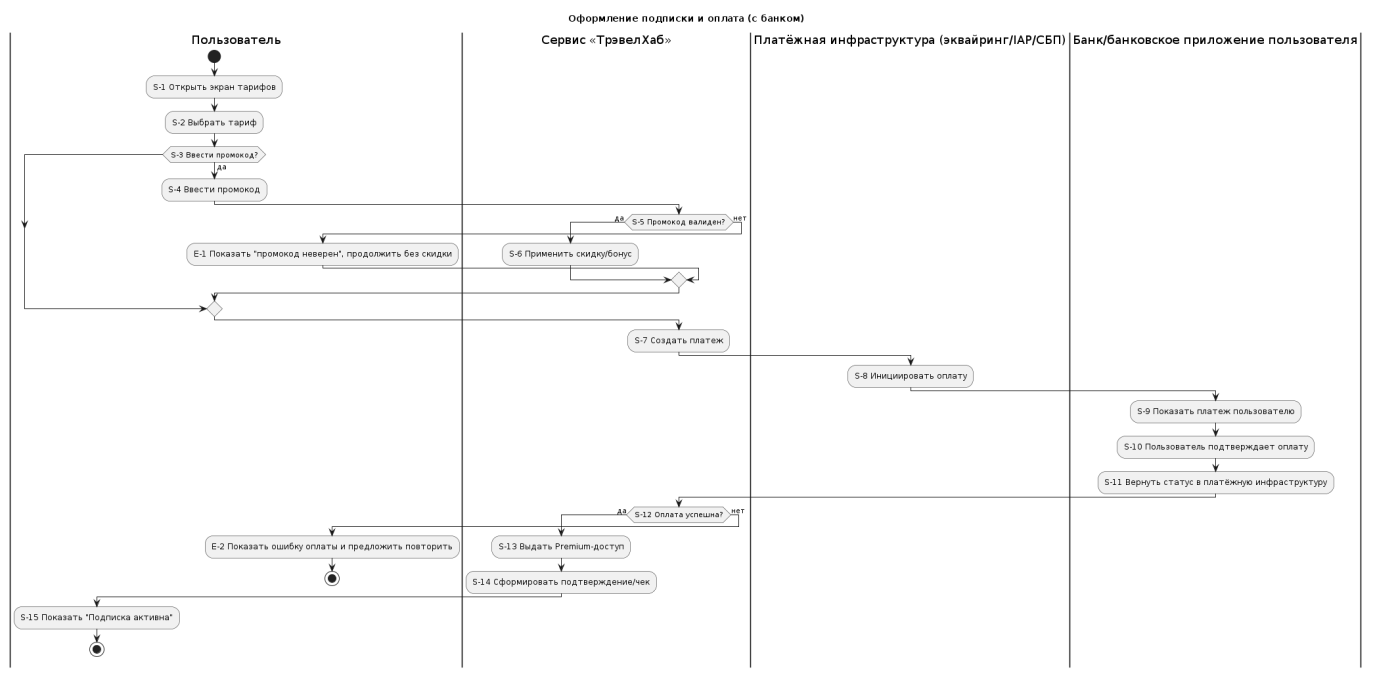 Оформление подписки и оплата (с банком)
Пользователь
Сервис «ТрэвелХаб»
Платёжная инфраструктура (эквайринг/IAP/СБП)
Банк/банковское приложение пользователя
S-1 Открыть экран тарифов
S-2 Выбрать тариф
S-3 Ввести промокод?
да
S-4 Ввести промокод
да
S-5 Промокод валиден?
нет
E-1 Показать "промокод неверен", продолжить без скидки
S-6 Применить скидку/бонус
S-7 Создать платеж
S-8 Инициировать оплату
S-9 Показать платеж пользователю
S-10 Пользователь подтверждает оплату
S-11 Вернуть статус в платёжную инфраструктуру
да
S-12 Оплата успешна?
нет
E-2 Показать ошибку оплаты и предложить повторить
S-13 Выдать Premium-доступ
S-14 Сформировать подтверждение/чек
S-15 Показать "Подписка активна"